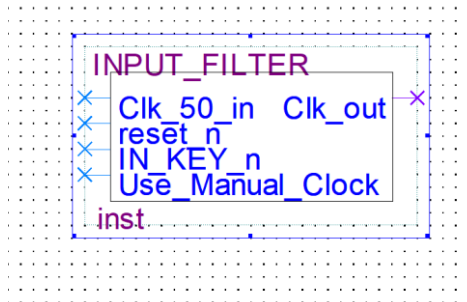 INPUT_FILTER
Clk_50_in Clk_out
reset_n
IN_KEY_n
Use_Manual_Clock
inst